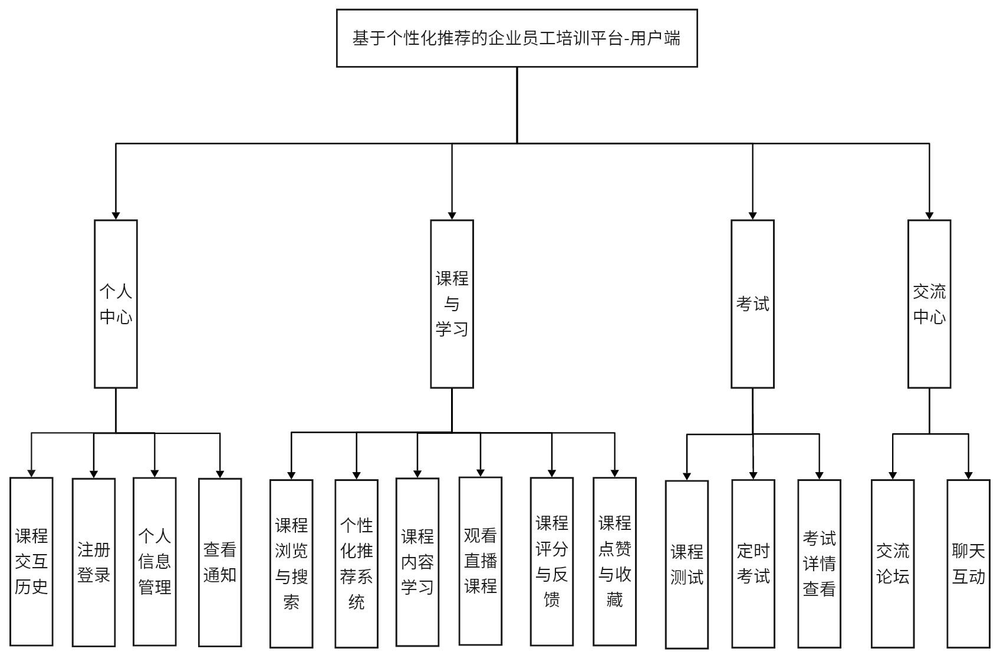 基于个性化推荐的企业员工培训平台-用户端
个人
中心
课程
与
学习
考试
交流
中心
课程
交互
历史
注册
登录
个人
信息
管理
查看
通知
课程
浏览
与搜
索
个性
化推
荐系
统
课程
内容
学习
观看
直播
课程
课程
评分
与反
馈
课程
点赞
与收
藏
课程
测试
定时
考试
考试
详情
查看
交流
论坛
聊天
互动